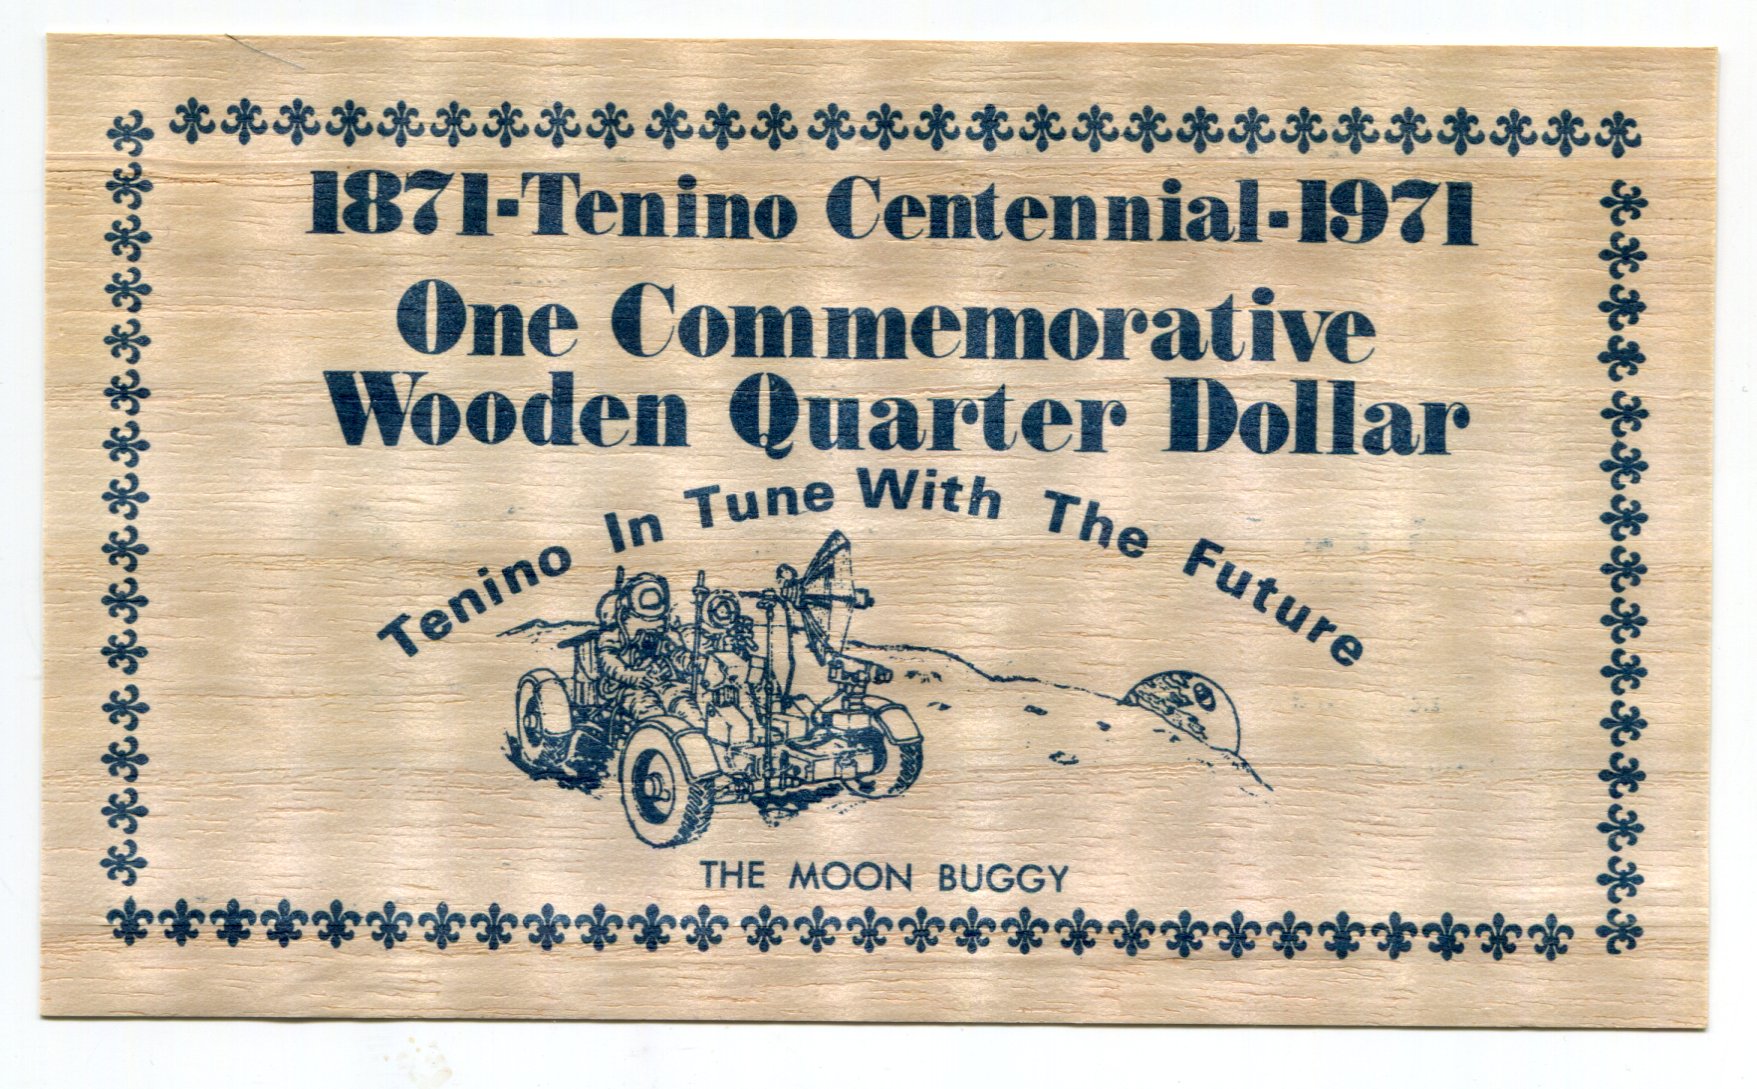 1871-Tenino Centennial-1971
One Commemorative
Wooden Quarter Dollar
Tenino In Tune With The Future
THE MOON BUGGY